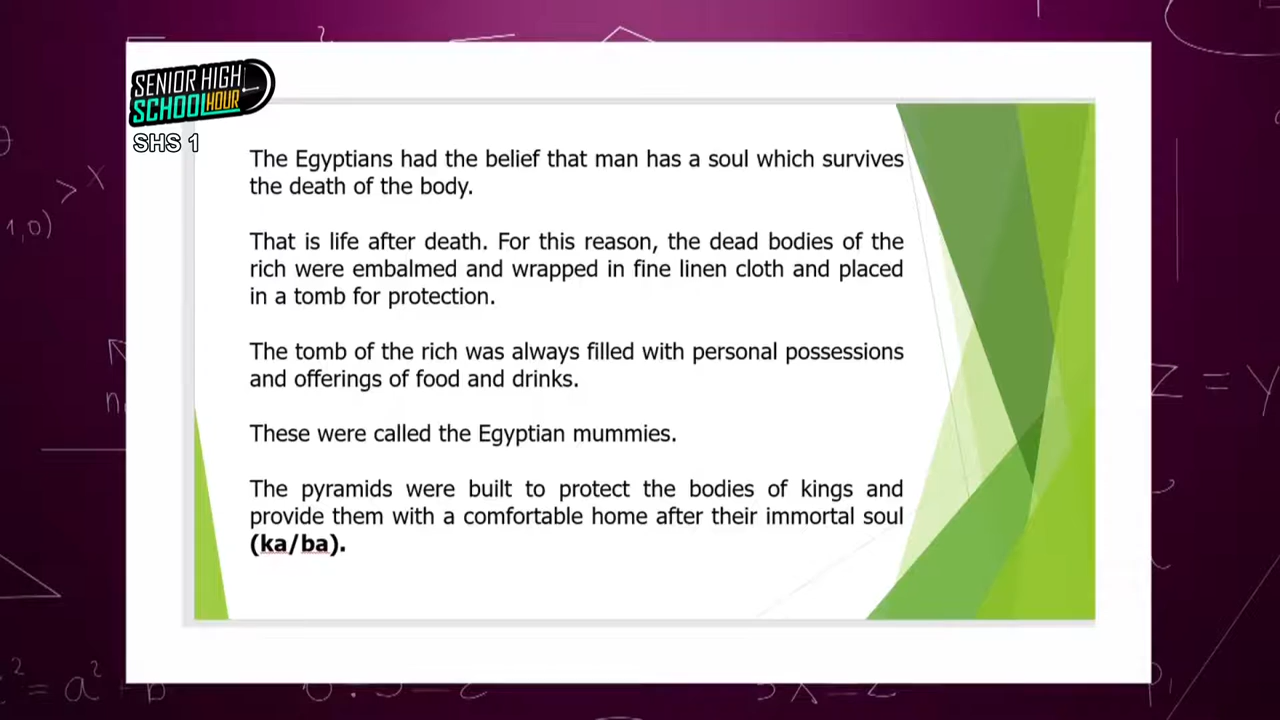 SENIOR HIGH
SCHOOL HOUR
SHS 1
The Egyptians had the belief that man has a soul which survives
the death of the body.
That is life after death. For this reason, the dead bodies of the
rich were embalmed and wrapped in fine linen cloth and placed
in a tomb for protection.
The tomb of the rich was always filled with personal possessions
and offerings of food and drinks.
These were called the Egyptian mummies.
The pyramids were built to protect the bodies of kings and
provide them with a comfortable home after their immortal soul
(ka/ba).
> x
1,0)
z = y